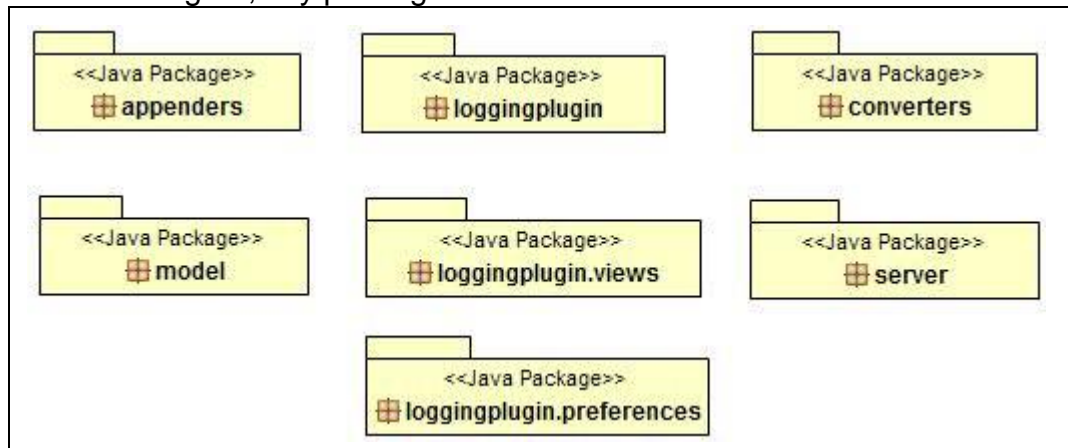 <<Java Package>>
appenders
<<Java Package>>
loggingplugin
<<Java Package>>
converters
<<Java Package>>
model
<<Java Package>>
loggingplugin.views
<<Java Package>>
server
<<Java Package>>
loggingplugin.preferences